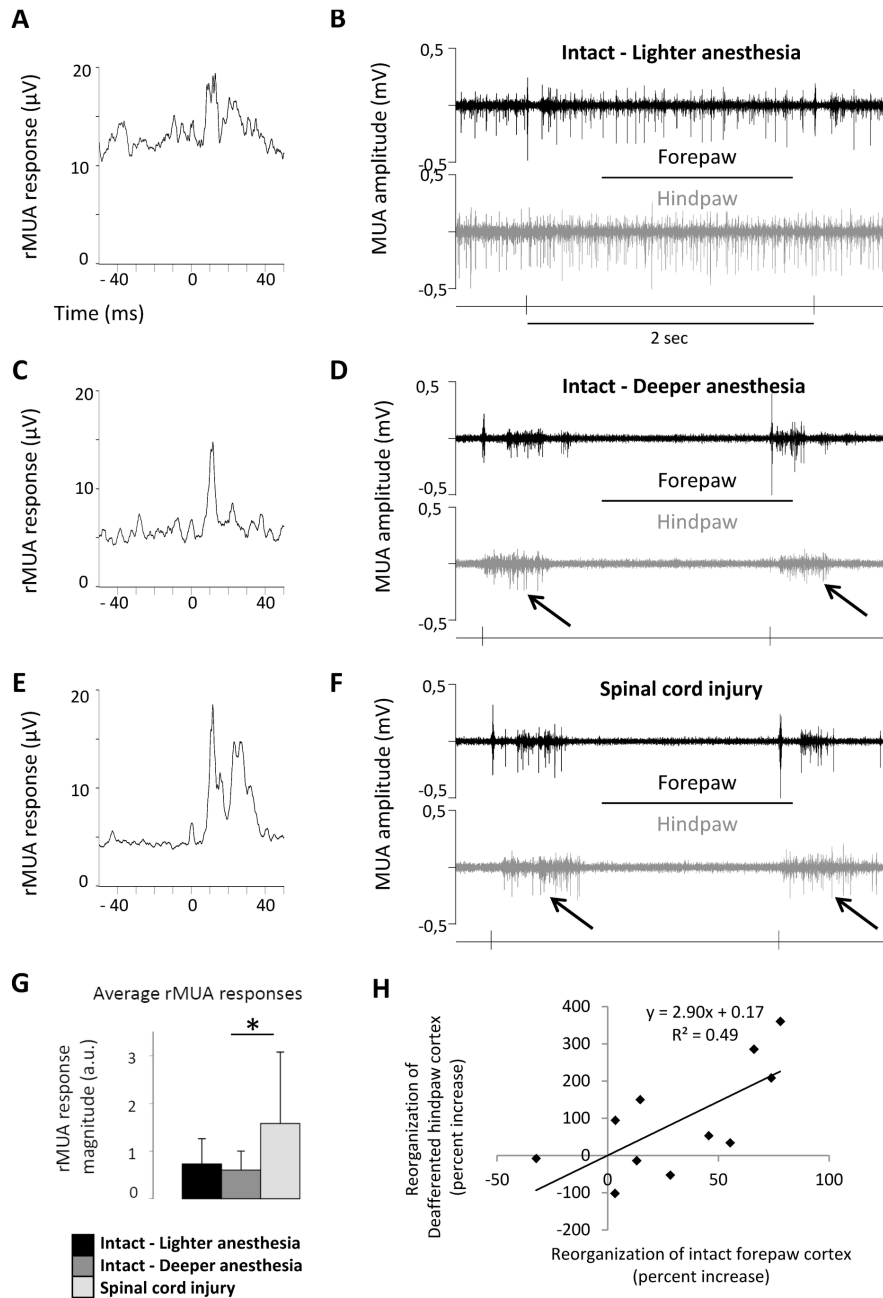 A
rMUA response (µV)
20
10
0
- 40
0
40
Time (ms)
B
MUA amplitude (mV)
0,5
Intact - Lighter anesthesia
-0,5
Forepaw
0,5
Hindpaw
-0,5
2 sec
C
rMUA response (µV)
20
10
0
- 40
0
40
D
MUA amplitude (mV)
0,5
Intact - Deeper anesthesia
-0,5
Forepaw
0,5
Hindpaw
-0,5
E
rMUA response (µV)
20
10
0
- 40
0
40
F
MUA amplitude (mV)
0,5
Spinal cord injury
-0,5
Forepaw
0,5
Hindpaw
-0,5
G
Average rMUA responses
rMUA response
magnitude (a.u.)
3
2
1
0
*
Intact - Lighter anesthesia
Intact - Deeper anesthesia
Spinal cord injury
H
Reorganization of
Deafferented hindpaw cortex
(percent increase)
400
300
200
100
0
-100
-200
y = 2.90x + 0.17
R² = 0.49
-50
0
50
100
Reorganization of intact forepaw cortex
(percent increase)